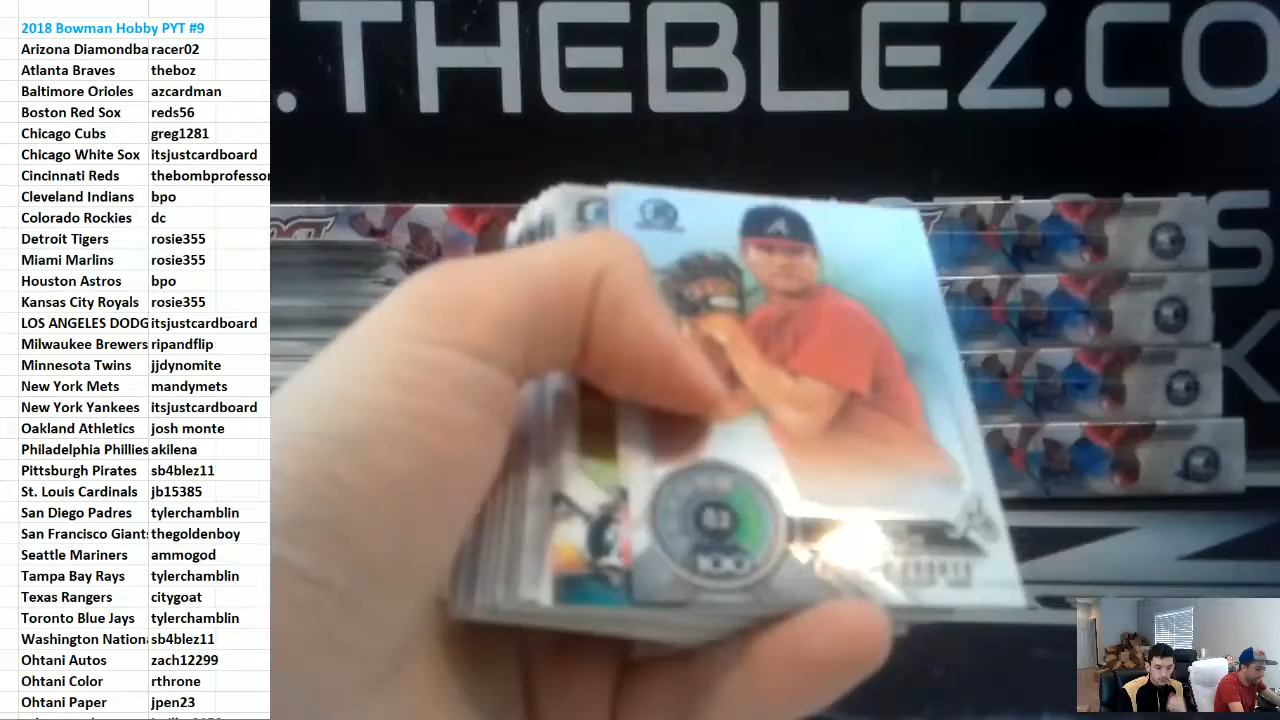 2018 Bowman Hobby PYT #9
Arizona Diamondba racer02
Atlanta Braves theboz
Baltimore Orioles azcardman
Boston Red Sox reds56
Chicago Cubs greg1281
Chicago White Sox itsjustcardboard
Cincinnati Reds thebombprofessor
Cleveland Indians bpo
Colorado Rockies dc
Detroit Tigers rosie355
Miami Marlins rosie355
Houston Astros bpo
Kansas City Royals rosie355
LOS ANGELES DODG itsjustcardboard
Milwaukee Brewers ripandflip
Minnesota Twins jjdynomite
New York Mets mandymets
New York Yankees itsjustcardboard
Oakland Athletics josh monte
Philadelphia Phillies akilena
Pittsburgh Pirates sb4blez11
St. Louis Cardinals jb15385
San Diego Padres tylerchamblin
San Francisco Giant thegoldenboy
Seattle Mariners ammogod
Tampa Bay Rays tylerchamblin
Texas Rangers citygoat
Toronto Blue Jays tylerchamblin
Washington Nation sb4blez11
Ohtani Autos zach12299
Ohtani Color rthrone
Ohtani Paper jpen23
.THEBLEZ.CO
A
100